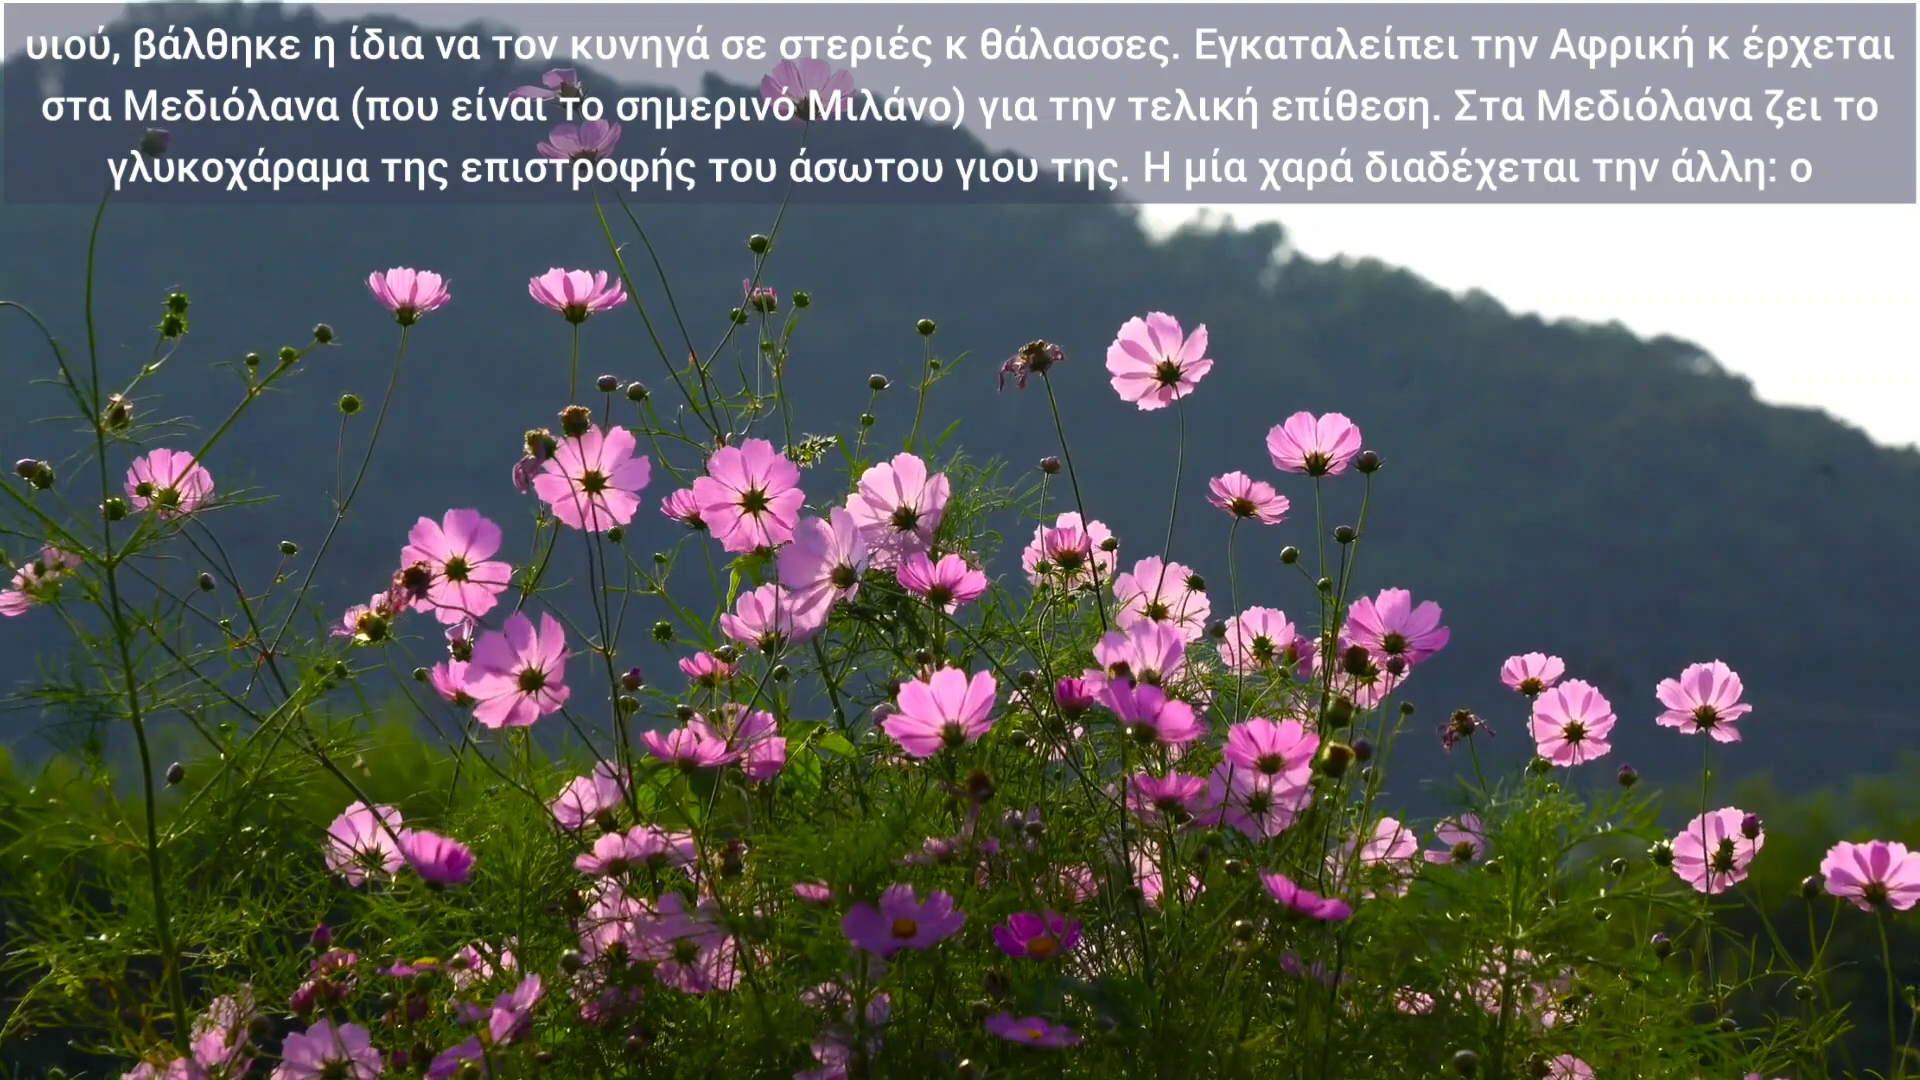 υιού, βάλθηκε η ίδια να τον κυνηγά σε στεριές κ θάλασσες. Εγκαταλείπει την Αφρική κ έρχεται
στα Μεδιόλανα (που είναι το σημερινό Μιλάνο) για την τελική επίθεση. Στα Μεδιόλανα ζει το
γλυκοχάραμα της επιστροφής του άσωτου γιου της. Η μία χαρά διαδέχεται την άλλη: ο